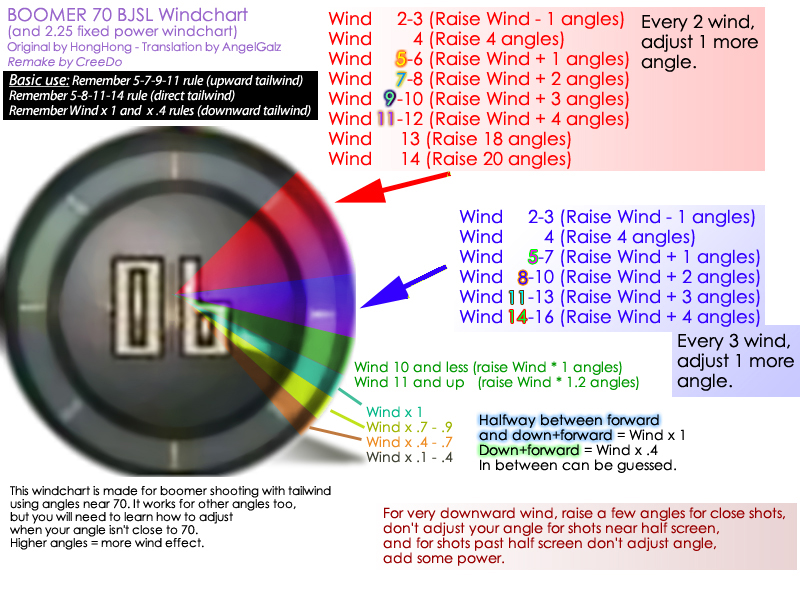 BOOMER 70 BJSL Windchart
(and 2.25 fixed power windchart)
Original by HongHong - Translation by AngelGalz
Remake by CreeDo
Basic use: Remember 5-7-9-11 rule (upward tailwind)
Remember 5-8-11-14 rule (direct tailwind)
Remember Wind x 1 and x .4 rules (downward tailwind)
Wind 2-3 (Raise Wind - 1 angles)
Wind 4 (Raise 4 angles)
Wind 5-6 (Raise Wind + 1 angles)
Wind 7-8 (Raise Wind + 2 angles)
Wind 9-10 (Raise Wind + 3 angles)
Wind 11-12 (Raise Wind + 4 angles)
Wind 13 (Raise 18 angles)
Wind 14 (Raise 20 angles)
Every 2 wind,
adjust 1 more
angle.
Wind 2-3 (Raise Wind - 1 angles)
Wind 4 (Raise 4 angles)
Wind 5-7 (Raise Wind + 1 angles)
Wind 8-10 (Raise Wind + 2 angles)
Wind 11-13 (Raise Wind + 3 angles)
Wind 14-16 (Raise Wind + 4 angles)
Every 3 wind,
adjust 1 more
angle.
06
Wind 10 and less (raise Wind * 1 angles)
Wind 11 and up (raise Wind * 1.2 angles)
Wind x 1
Wind x .7 - .9
Wind x .4 - .7
Wind x .1 - .4
Halfway between forward
and down+forward = Wind x 1
Down+forward = Wind x .4
In between can be guessed.
This windchart is made for boomer shooting with tailwind
using angles near 70. It works for other angles too,
but you will need to learn how to adjust
when your angle isn't close to 70.
Higher angles = more wind effect.
For very downward wind, raise a few angles for close shots,
don't adjust your angle for shots near half screen,
and for shots past half screen don't adjust angle,
add some power.